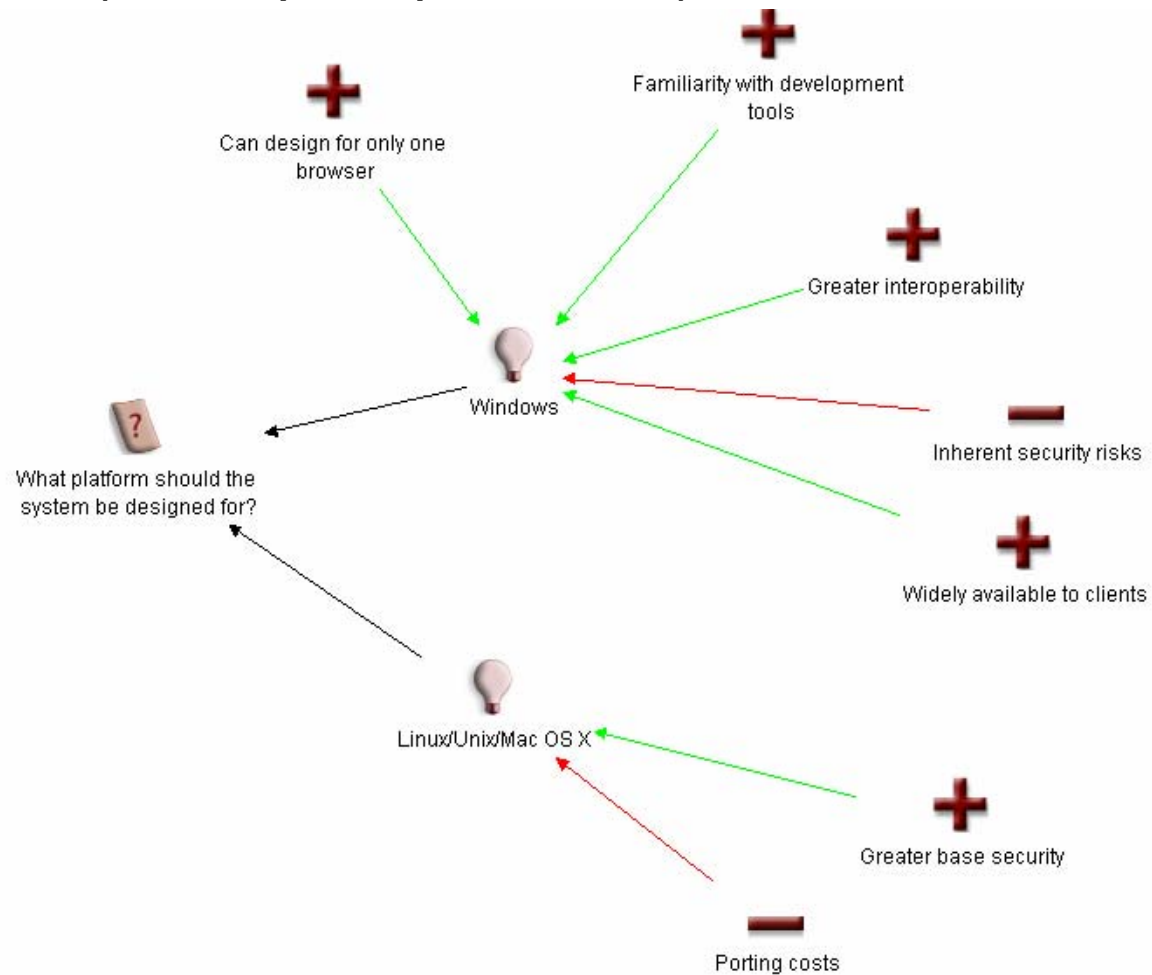 Familiarity with development
tools
Can design for only one
browser
Greater interoperability
Windows
Inherent security risks
?
What platform should the
system be designed for?
Widely available to clients
Linux/Unix/Mac OS X
Greater base security
Porting costs